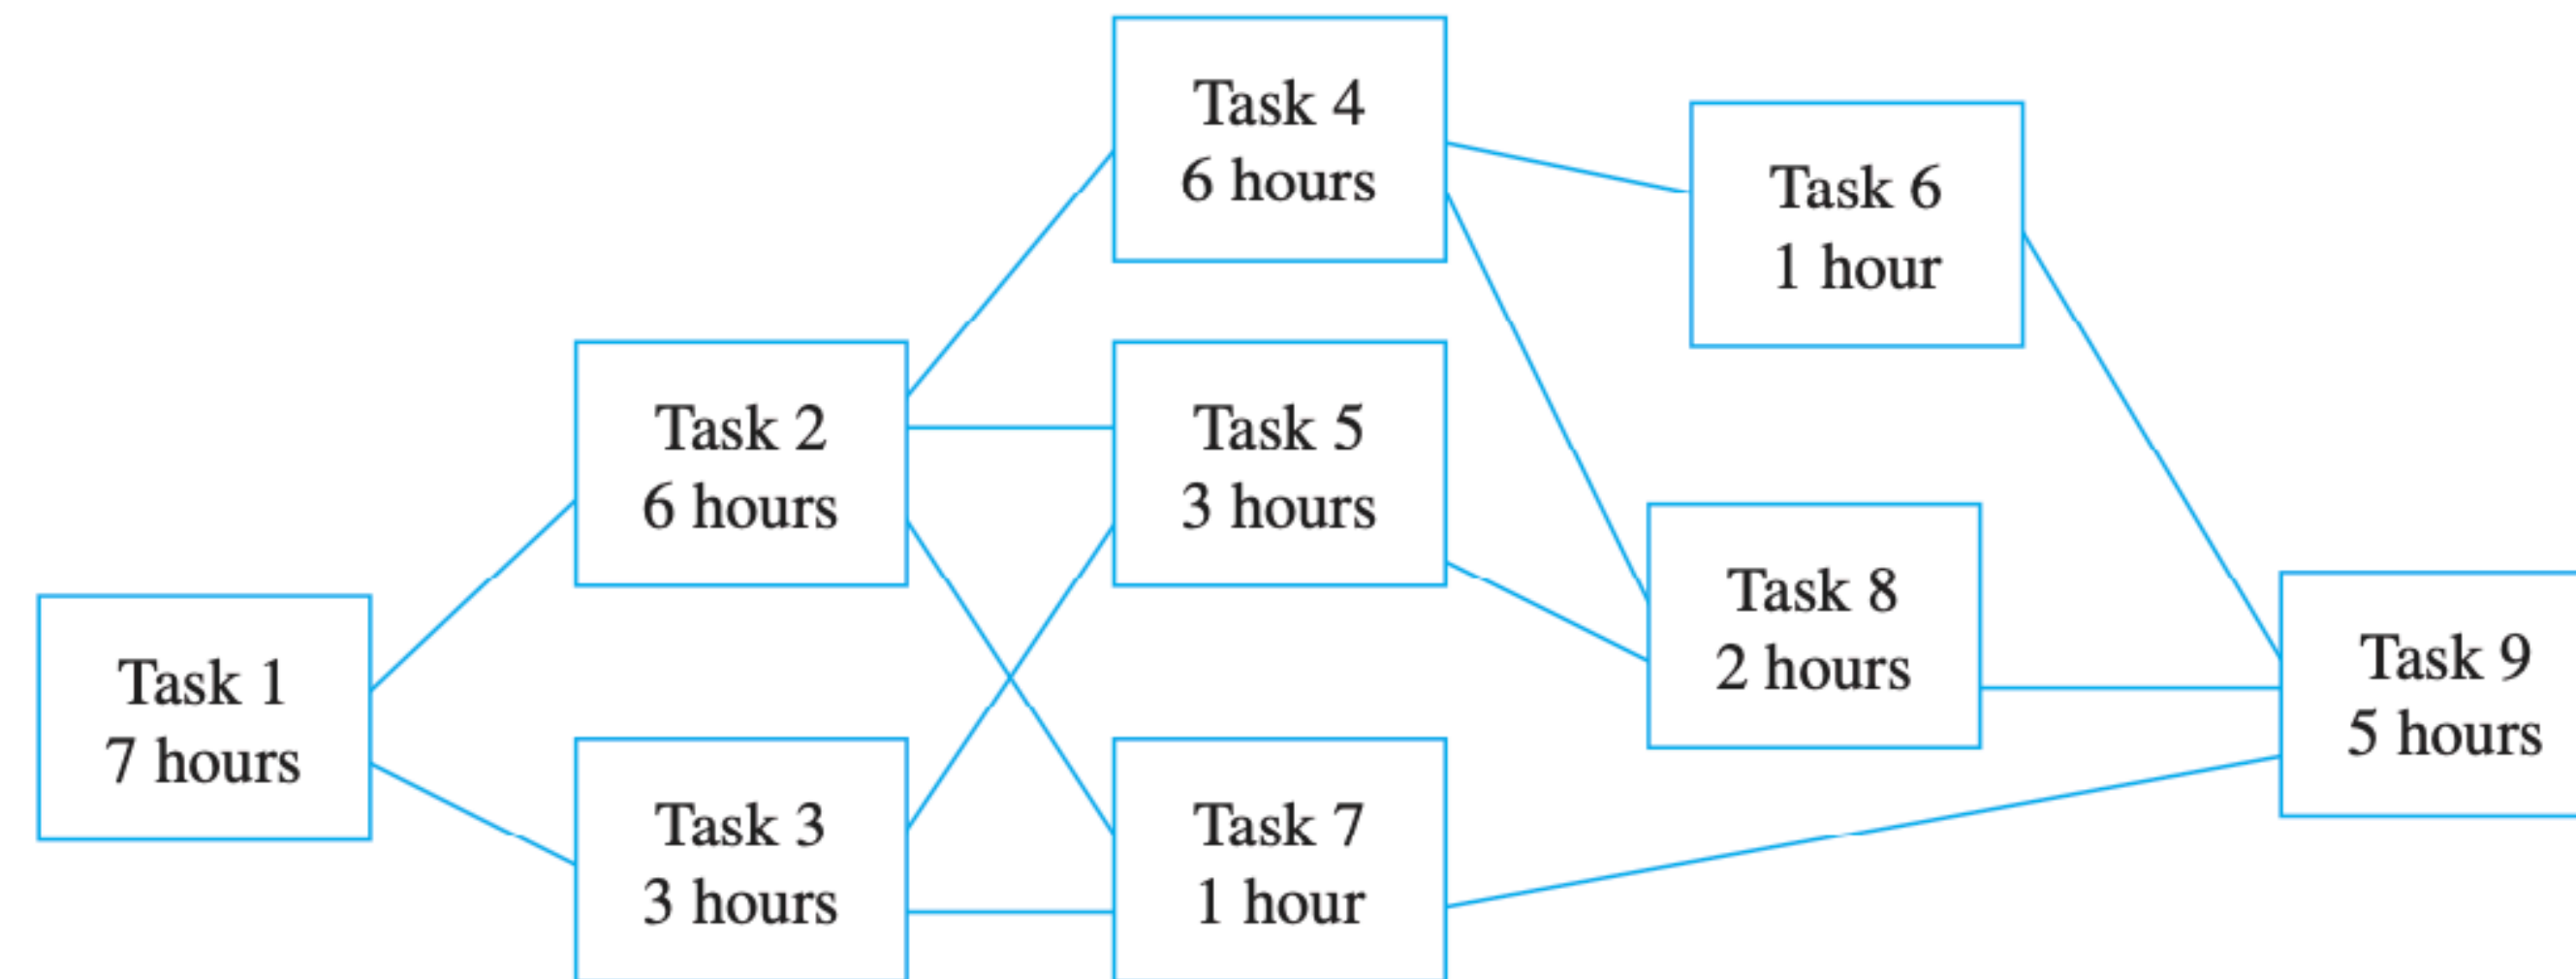 Task 4
6 hours
Task 6
1 hour
Task 2
6 hours
Task 5
3 hours
Task 8
2 hours
Task 1
7 hours
Task 9
5 hours
Task 3
3 hours
Task 7
1 hour